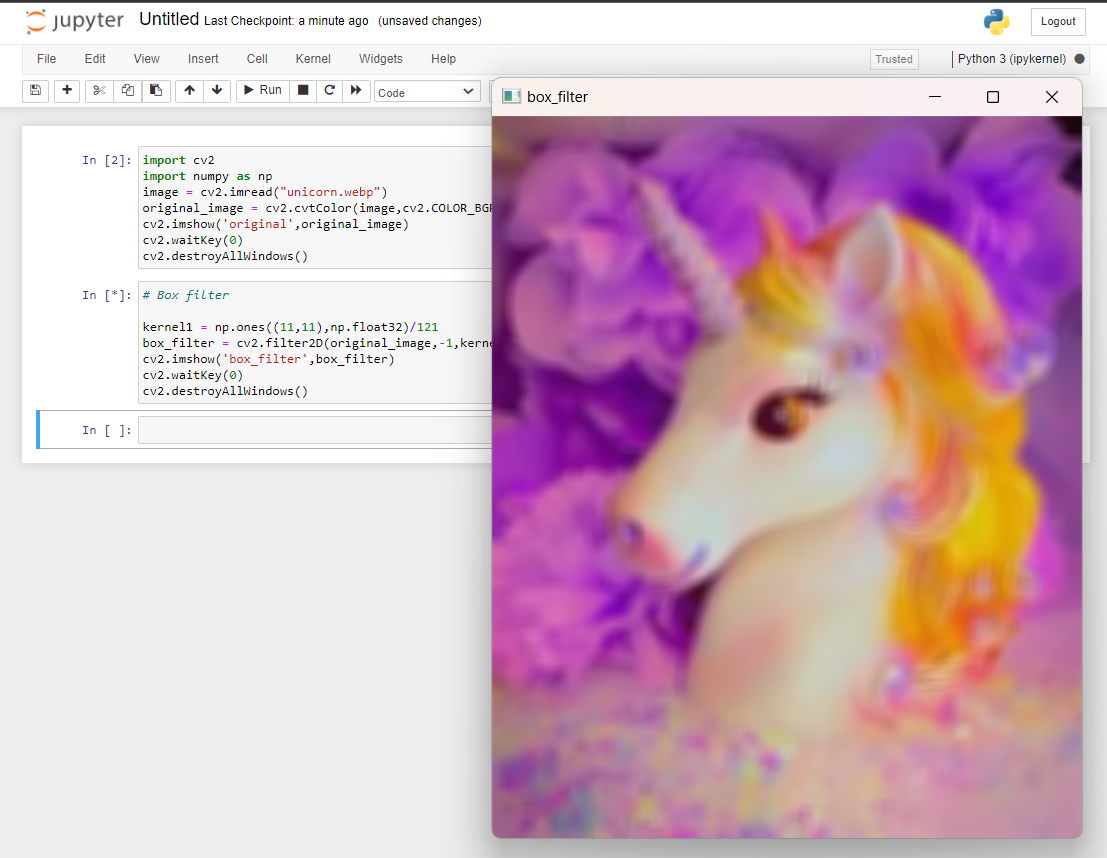 jupyter Untitled Last Checkpoint: a minute ago (unsaved changes)
Logout
File Edit View Insert Cell Kernel Widgets Help
Trusted
Python 3 (ipykernel)
Run
Code
box_filter
In [2]:
import cv2
import numpy as np
image = cv2.imread("unicorn.webp")
original_image = cv2.cvtColor(image,cv2.COLOR_BG
cv2.imshow('original',original_image)
cv2.waitKey(0)
cv2.destroyAllWindows()
In [*]:
# Box filter
kernel1 = np.ones((11,11),np.float32)/121
box_filter = cv2.filter2D(original_image,-1,kerne
cv2.imshow('box_filter',box_filter)
cv2.waitKey(0)
cv2.destroyAllWindows()
In [ ]: